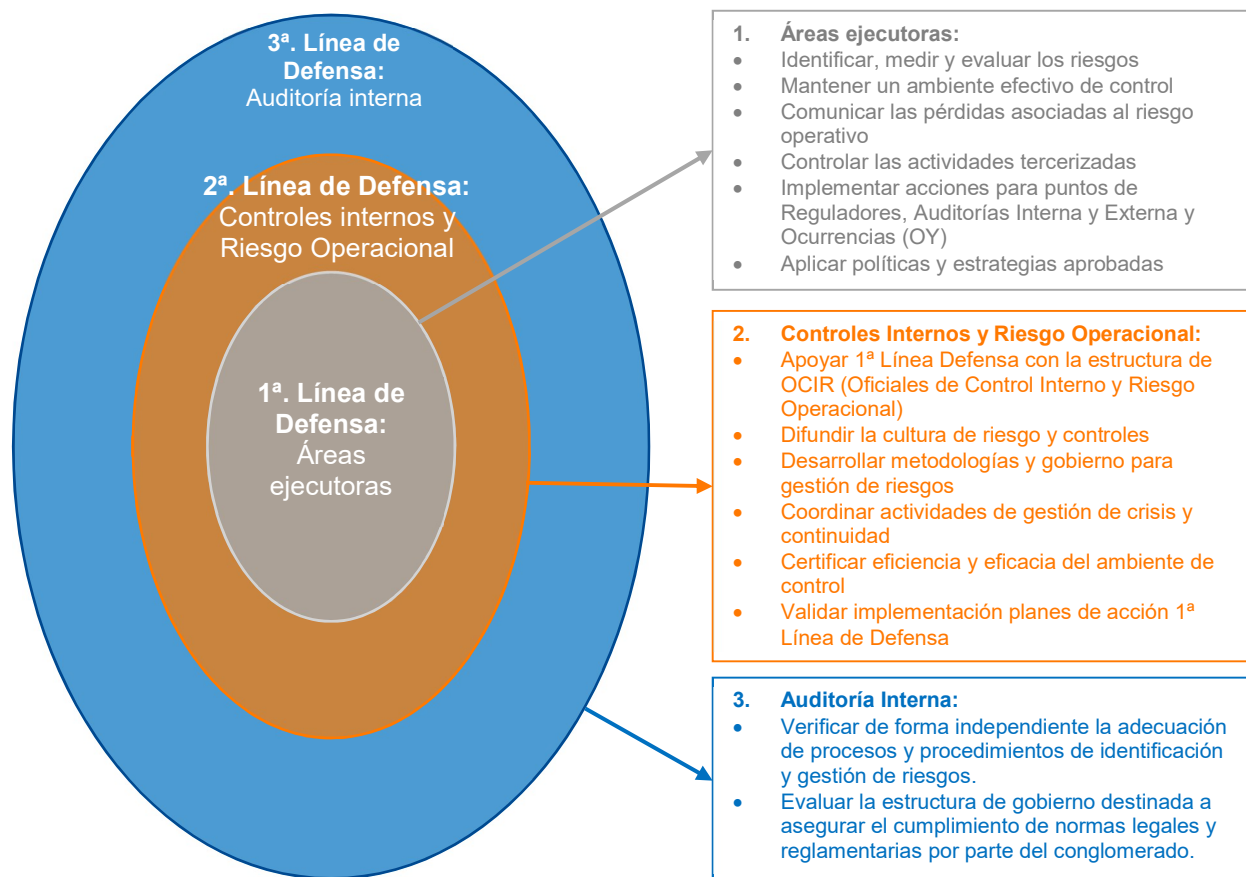 3ª. Línea de
Defensa:
Auditoría interna
2ª. Línea de Defensa:
Controles internos y
Riesgo Operacional
1ª. Línea de
Defensa:
Áreas
ejecutoras
1. Áreas ejecutoras:
• Identificar, medir y evaluar los riesgos
• Mantener un ambiente efectivo de control
• Comunicar las pérdidas asociadas al riesgo
operativo
• Controlar las actividades tercerizadas
• Implementar acciones para puntos de
Reguladores, Auditorías Interna y Externa y
Ocurrencias (OY)
• Aplicar políticas y estrategias aprobadas
2. Controles Internos y Riesgo Operacional:
• Apoyar 1ª Línea Defensa con la estructura de
OCIR (Oficiales de Control Interno y Riesgo
Operacional)
• Difundir la cultura de riesgo y controles
• Desarrollar metodologías y gobierno para
gestión de riesgos
• Coordinar actividades de gestión de crisis y
continuidad
• Certificar eficiencia y eficacia del ambiente de
control
• Validar implementación planes de acción 1ª
Línea de Defensa
3. Auditoría Interna:
• Verificar de forma independiente la adecuación
de procesos y procedimientos de identificación
y gestión de riesgos.
• Evaluar la estructura de gobierno destinada a
asegurar el cumplimiento de normas legales y
reglamentarias por parte del conglomerado.